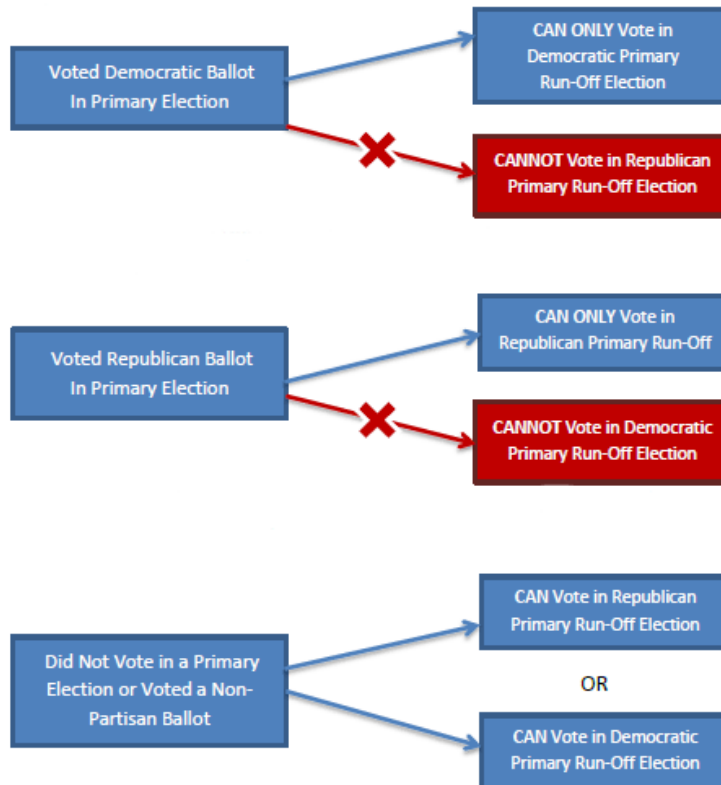 Voted Democratic Ballot
In Primary Election
CAN ONLY Vote in
Democratic Primary
Run-Off Election
CANNOT Vote in Republican
Primary Run-Off Election
Voted Republican Ballot
In Primary Election
CAN ONLY Vote in
Republican Primary Run-Off
CANNOT Vote in Democratic
Primary Run-Off Election
Did Not Vote in a Primary
Election or Voted a Non-
Partisan Ballot
CAN Vote in Republican
Primary Run-Off Election
OR
CAN Vote in Democratic
Primary Run-Off Election